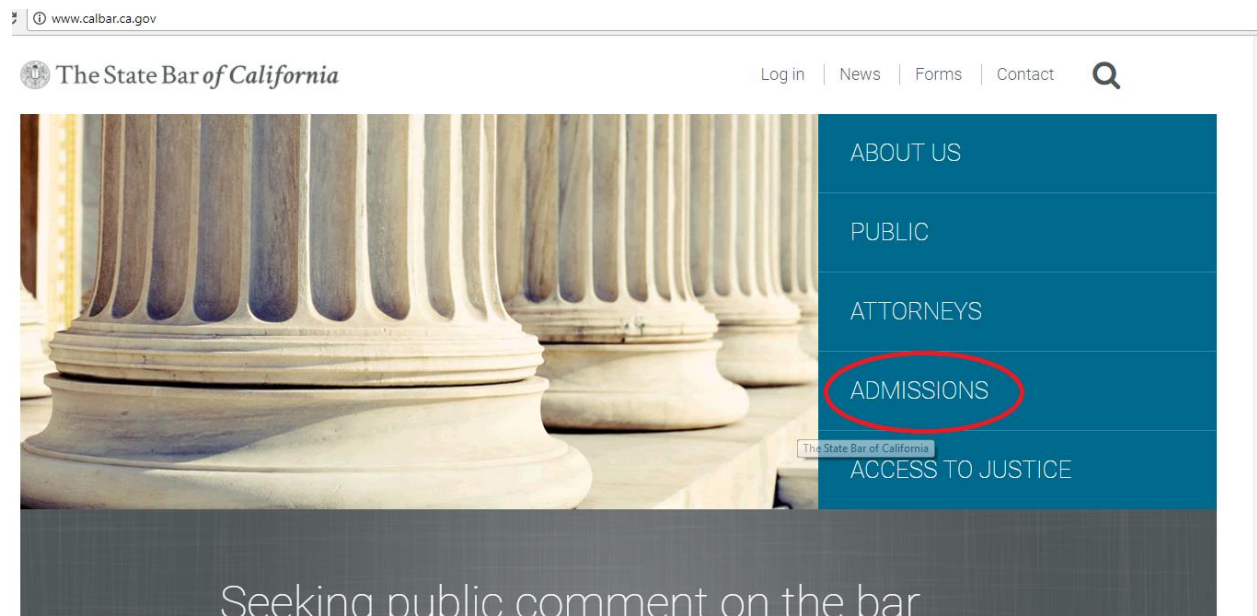 www.calbar.ca.gov
The State Bar of California
Log in News Forms Contact
ABOUT US
PUBLIC
ATTORNEYS
ADMISSIONS
The State Bar of California
ACCESS TO JUSTICE
Seeking public comment on the bar